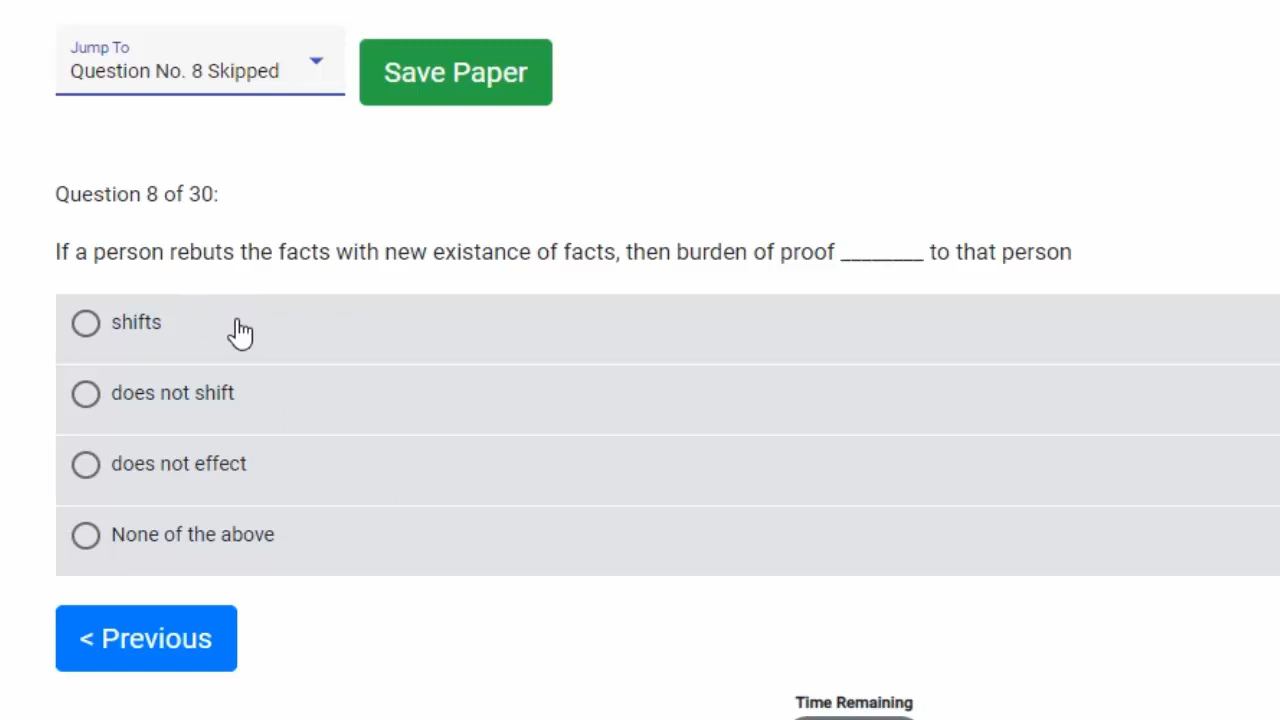 Jump To
Question No. 8 Skipped
Save Paper
Question 8 of 30:
If a person rebuts the facts with new existance of facts, then burden of proof ________ to that person
shifts
does not shift
does not effect
None of the above
< Previous
Time Remaining